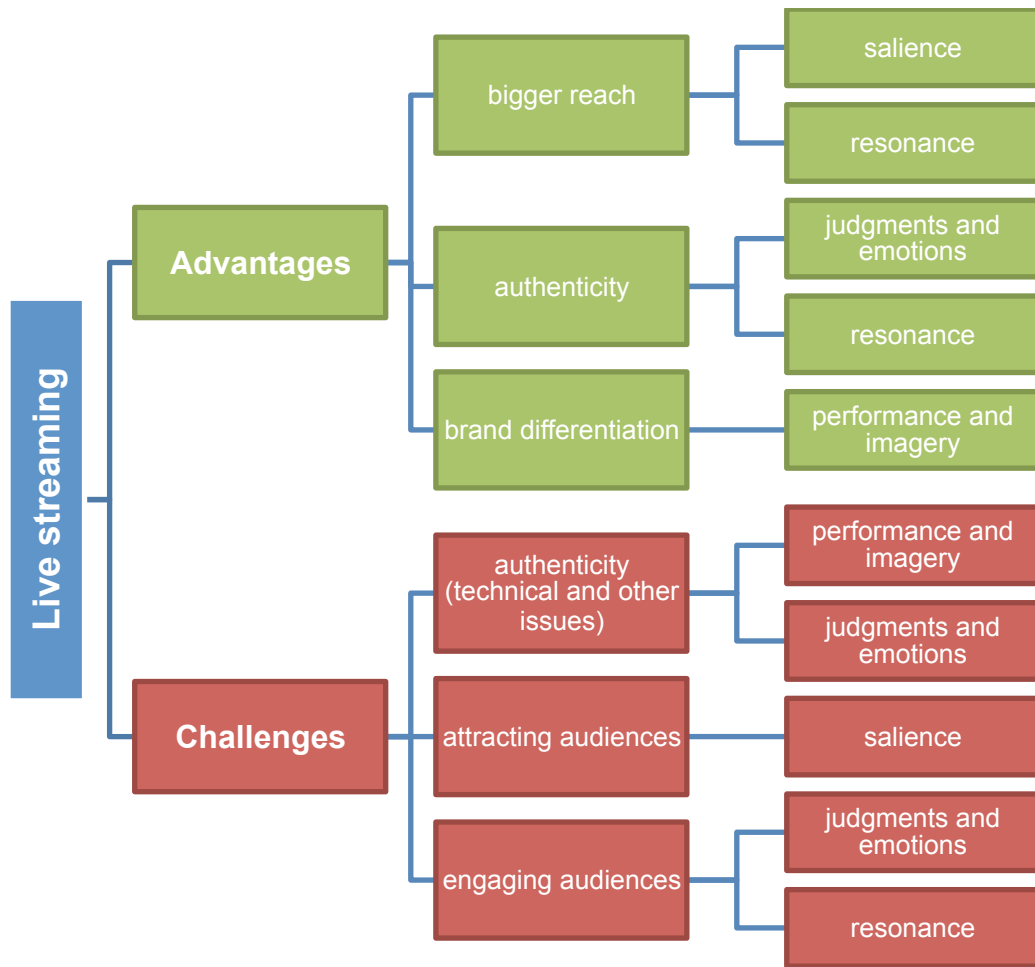 Live streaming
Advantages
bigger reach
salience
resonance
authenticity
judgments and
emotions
resonance
brand differentiation
performance and
imagery
Challenges
authenticity
(technical and other
issues)
performance and
imagery
judgments and
emotions
attracting audiences
salience
engaging audiences
judgments and
emotions
resonance